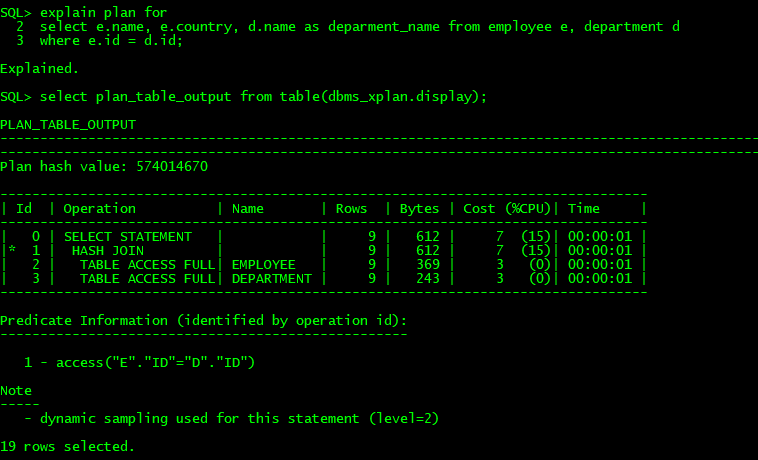 SQL> explain plan for
  2  select e.name, e.country, d.name as deparment_name from employee e, department d
  3  where e.id = d.id;
Explained.
SQL> select plan_table_output from table(dbms_xplan.display);
PLAN_TABLE_OUTPUT
-----------------------------------------------------------------------------------------------
-----------------------------------------------------------------------------------------------
Plan hash value: 574014670
---------------------------------------------------------------------------------
| Id  | Operation          | Name       | Rows  | Bytes | Cost (%CPU)| Time     |
---------------------------------------------------------------------------------
|   0 | SELECT STATEMENT   |            |     9 |   612 |     7  (15)| 00:00:01 |
|*  1 |  HASH JOIN         |            |     9 |   612 |     7  (15)| 00:00:01 |
|   2 |   TABLE ACCESS FULL| EMPLOYEE   |     9 |   369 |     3   (0)| 00:00:01 |
|   3 |   TABLE ACCESS FULL| DEPARTMENT |     9 |   243 |     3   (0)| 00:00:01 |
---------------------------------------------------------------------------------
Predicate Information (identified by operation id):
---------------------------------------------------
   1 - access("E"."ID"="D"."ID")
Note
-----
   - dynamic sampling used for this statement (level=2)
19 rows selected.